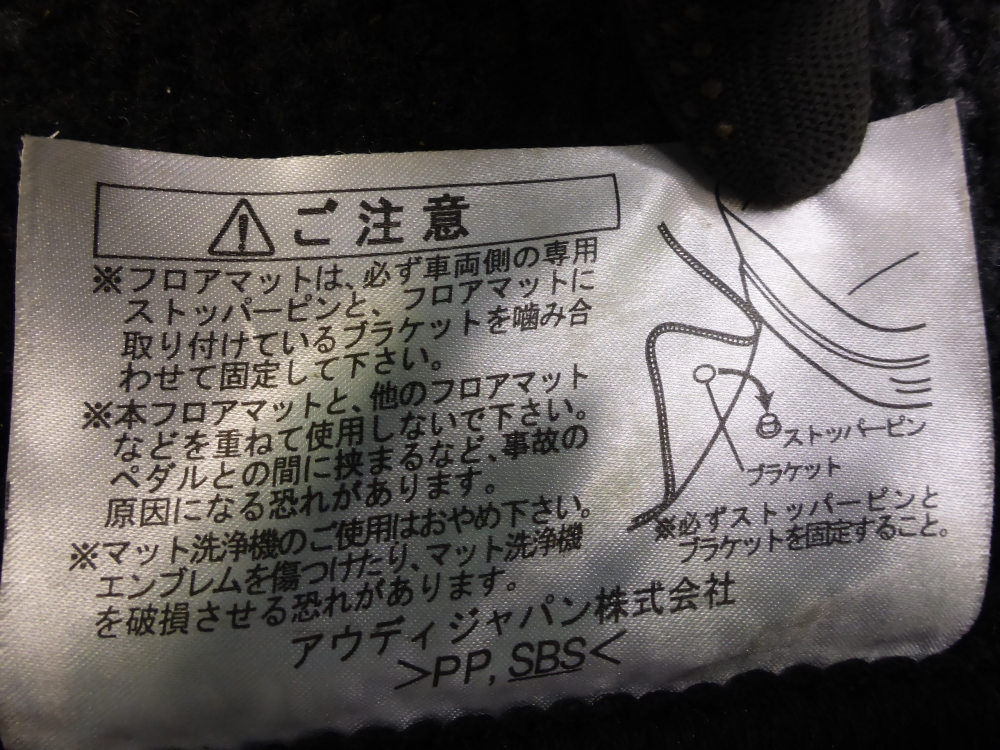 ご注意
※フロアマットは、必ず車両側の専用
ストッパーピンと、フロアマットに
取り付けているブラケットを噛み合
わせて固定して下さい。
※本フロアマットと、他のフロアマット
などを重ねて使用しないで下さい。
ペダルとの間に挟まるなど、事故の
原因になる恐れがあります。
※マット洗浄機のご使用はおやめ下さい。
エンブレムを傷つけたり、マット洗浄機
を破損させる恐れがあります。
アウディジャパン株式会社
>PP, SBS<
ストッパーピン
ブラケット
※必ずストッパーピンと
ブラケットを固定すること。